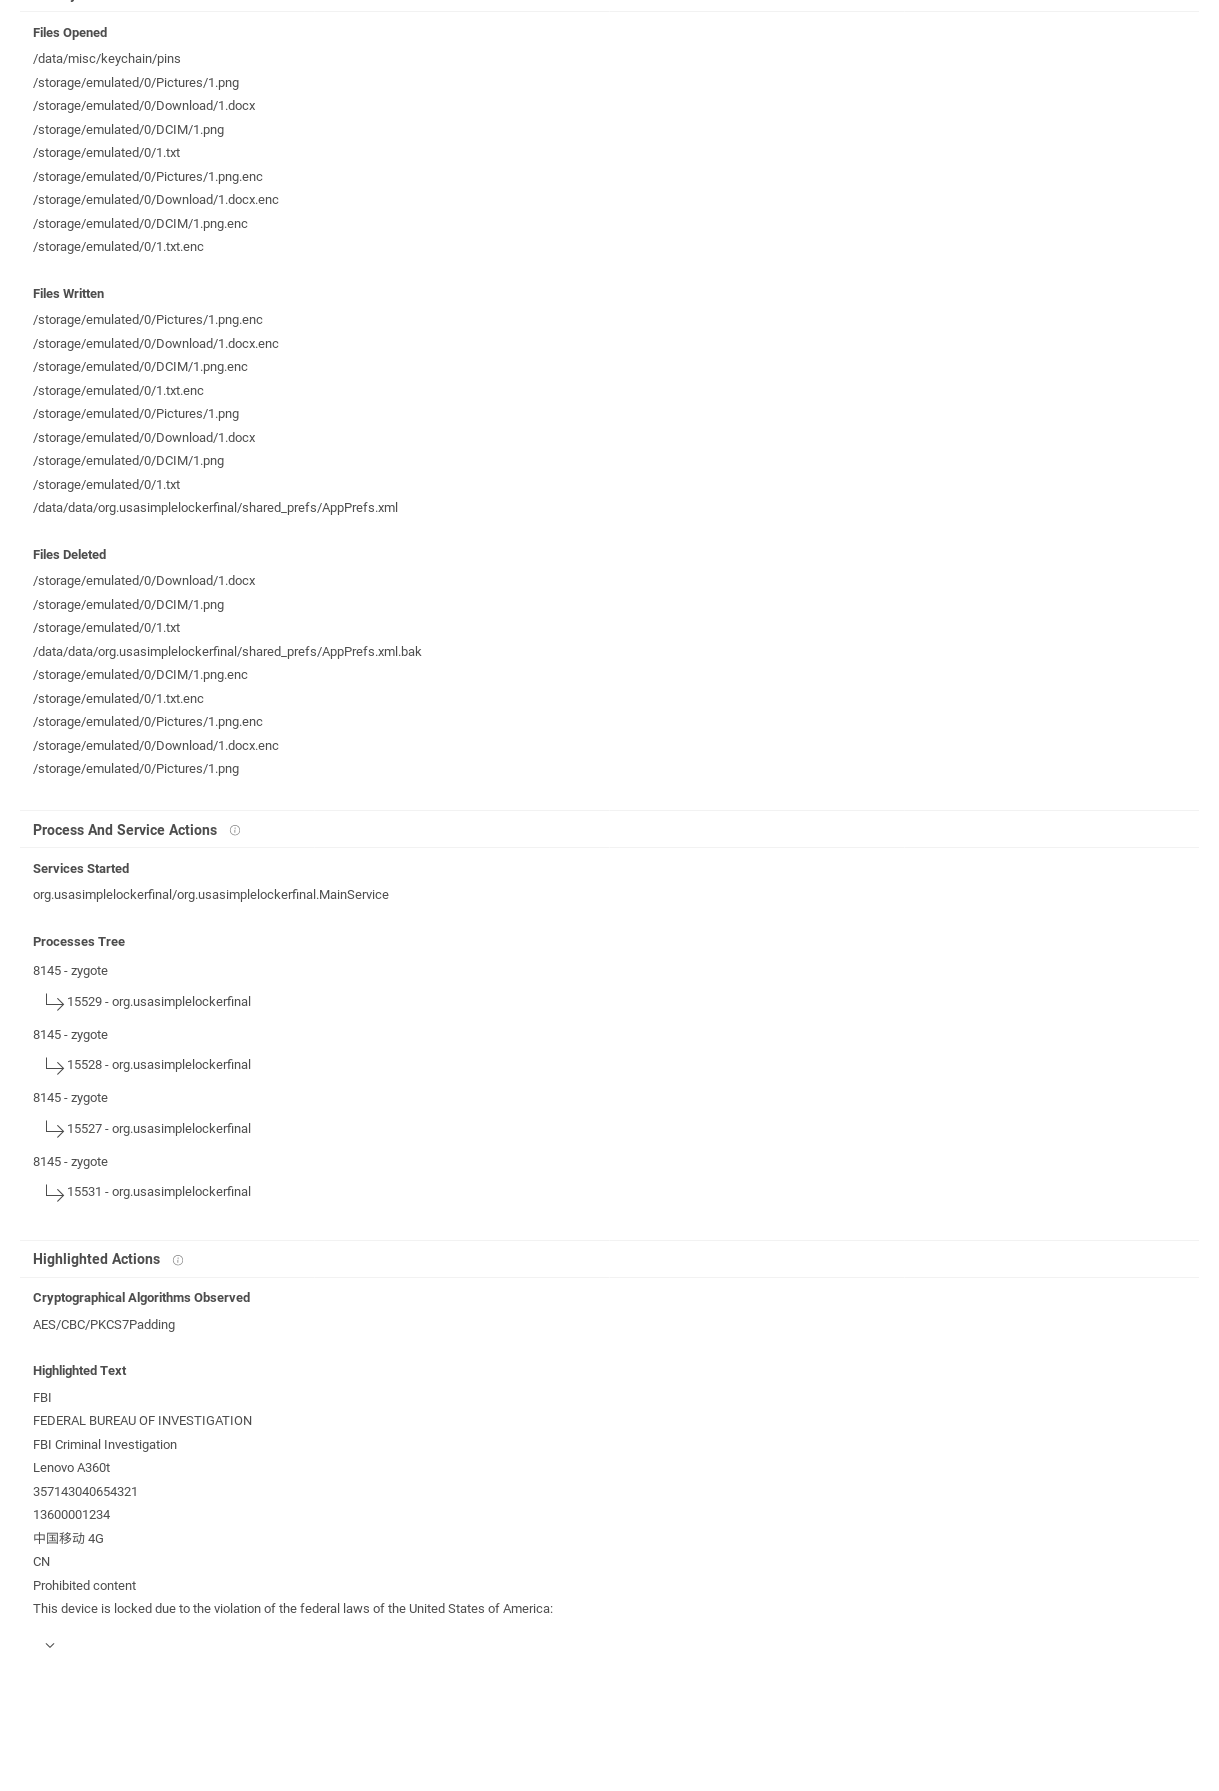 Files Opened
/data/misc/keychain/pins
/storage/emulated/0/Pictures/1.png
/storage/emulated/0/Download/1.docx
/storage/emulated/0/DCIM/1.png
/storage/emulated/0/1.txt
/storage/emulated/0/Pictures/1.png.enc
/storage/emulated/0/Download/1.docx.enc
/storage/emulated/0/DCIM/1.png.enc
/storage/emulated/0/1.txt.enc
Files Written
/storage/emulated/0/Pictures/1.png.enc
/storage/emulated/0/Download/1.docx.enc
/storage/emulated/0/DCIM/1.png.enc
/storage/emulated/0/1.txt.enc
/storage/emulated/0/Pictures/1.png
/storage/emulated/0/Download/1.docx
/storage/emulated/0/DCIM/1.png
/storage/emulated/0/1.txt
/data/data/org.usasimplelockerfinal/shared_prefs/AppPrefs.xml
Files Deleted
/storage/emulated/0/Download/1.docx
/storage/emulated/0/DCIM/1.png
/storage/emulated/0/1.txt
/data/data/org.usasimplelockerfinal/shared_prefs/AppPrefs.xml.bak
/storage/emulated/0/DCIM/1.png.enc
/storage/emulated/0/1.txt.enc
/storage/emulated/0/Pictures/1.png.enc
/storage/emulated/0/Download/1.docx.enc
/storage/emulated/0/Pictures/1.png
Process And Service Actions
Services Started
org.usasimplelockerfinal/org.usasimplelockerfinal.MainService
Processes Tree
8145 - zygote
15529 - org.usasimplelockerfinal
8145 - zygote
15528 - org.usasimplelockerfinal
8145 - zygote
15527 - org.usasimplelockerfinal
8145 - zygote
15531 - org.usasimplelockerfinal
Highlighted Actions
Cryptographical Algorithms Observed
AES/CBC/PKCS7Padding
Highlighted Text
FBI
FEDERAL BUREAU OF INVESTIGATION
FBI Criminal Investigation
Lenovo A360t
357143040654321
13600001234
中国移动 4G
CN
Prohibited content
This device is locked due to the violation of the federal laws of the United States of America: